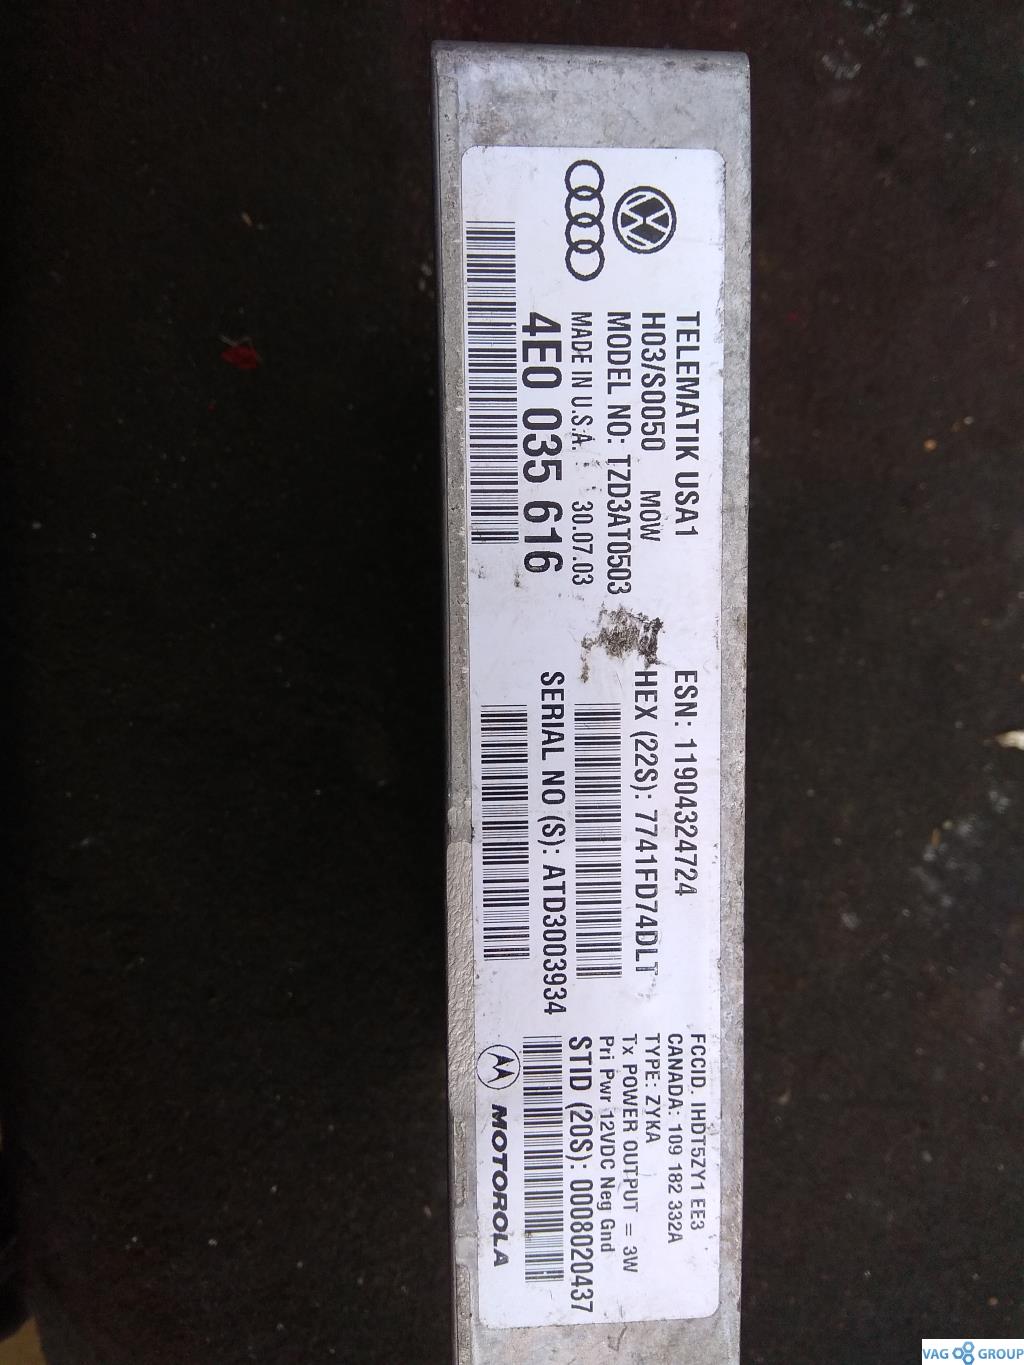 TELEMATIK USA1
H03/S0050 MOW
MODEL NO: TZD3AT0503
MADE IN U.S.A. 30.07.03
4E0 035 616
ESN: 11904324724
HEX (22S): 7741FD74DLT
SERIAL NO (S): ATD3003934
FCCID. IHDT5ZY1 EE3
CANADA: 109 182 332A
TYPE: ZYKA
Tx POWER OUTPUT = 3W
Pri Pwr 12VDC Neg Gnd
STID (20S): 0008020437
MOTOROLA
VAG GROUP